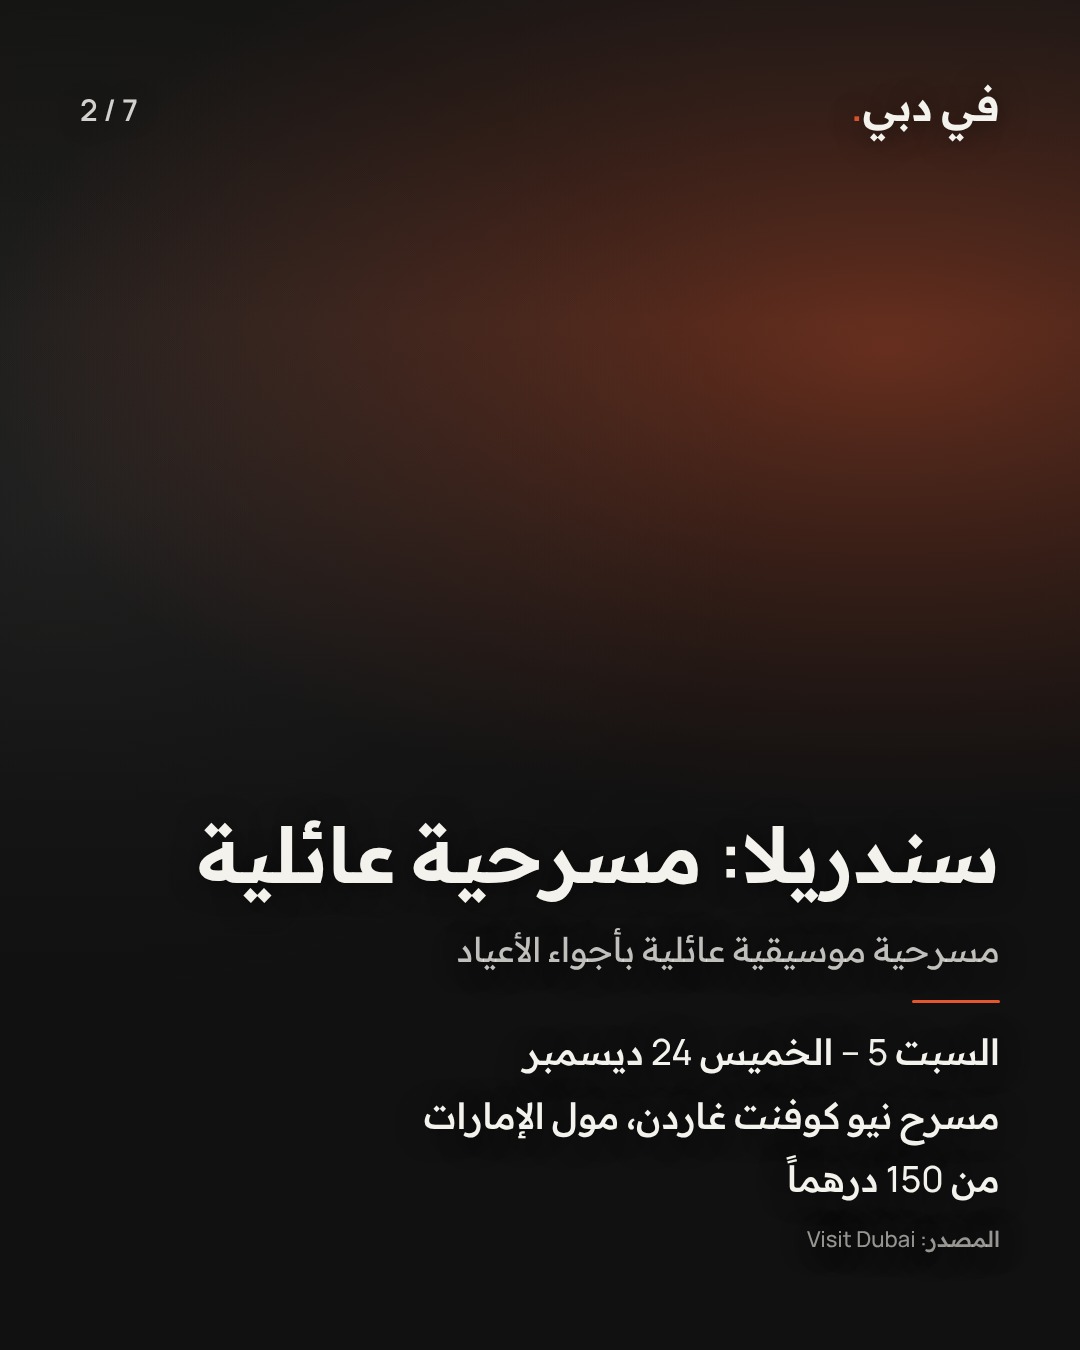 في دبي.
2 / 7
سندريلا: مسرحية عائلية
مسرحية موسيقية عائلية بأجواء الأعياد
السبت 5 – الخميس 24 ديسمبر
مسرح نيو كوفنت غاردن، مول الإمارات
من 150 درهماً
المصدر: Visit Dubai